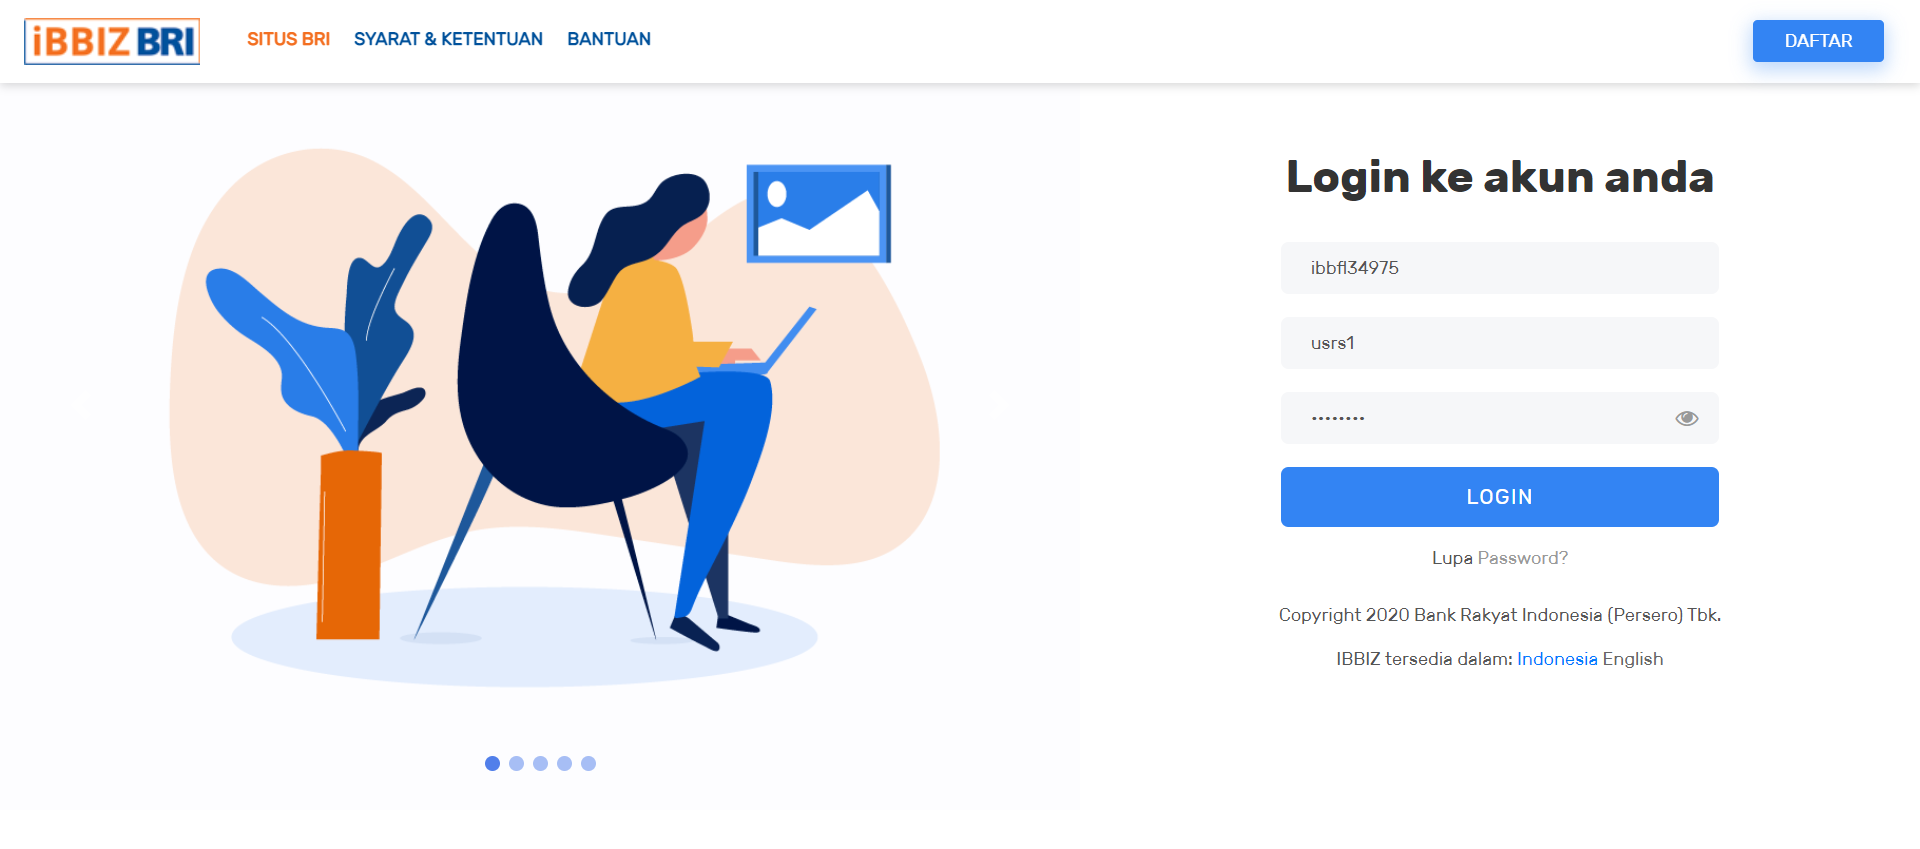 iBBIZ BRI
SITUS BRI SYARAT & KETENTUAN BANTUAN
DAFTAR
Login ke akun anda
ibbfl34975
usrs1
LOGIN
Lupa Password?
Copyright 2020 Bank Rakyat Indonesia (Persero) Tbk.
IBBIZ tersedia dalam: Indonesia English